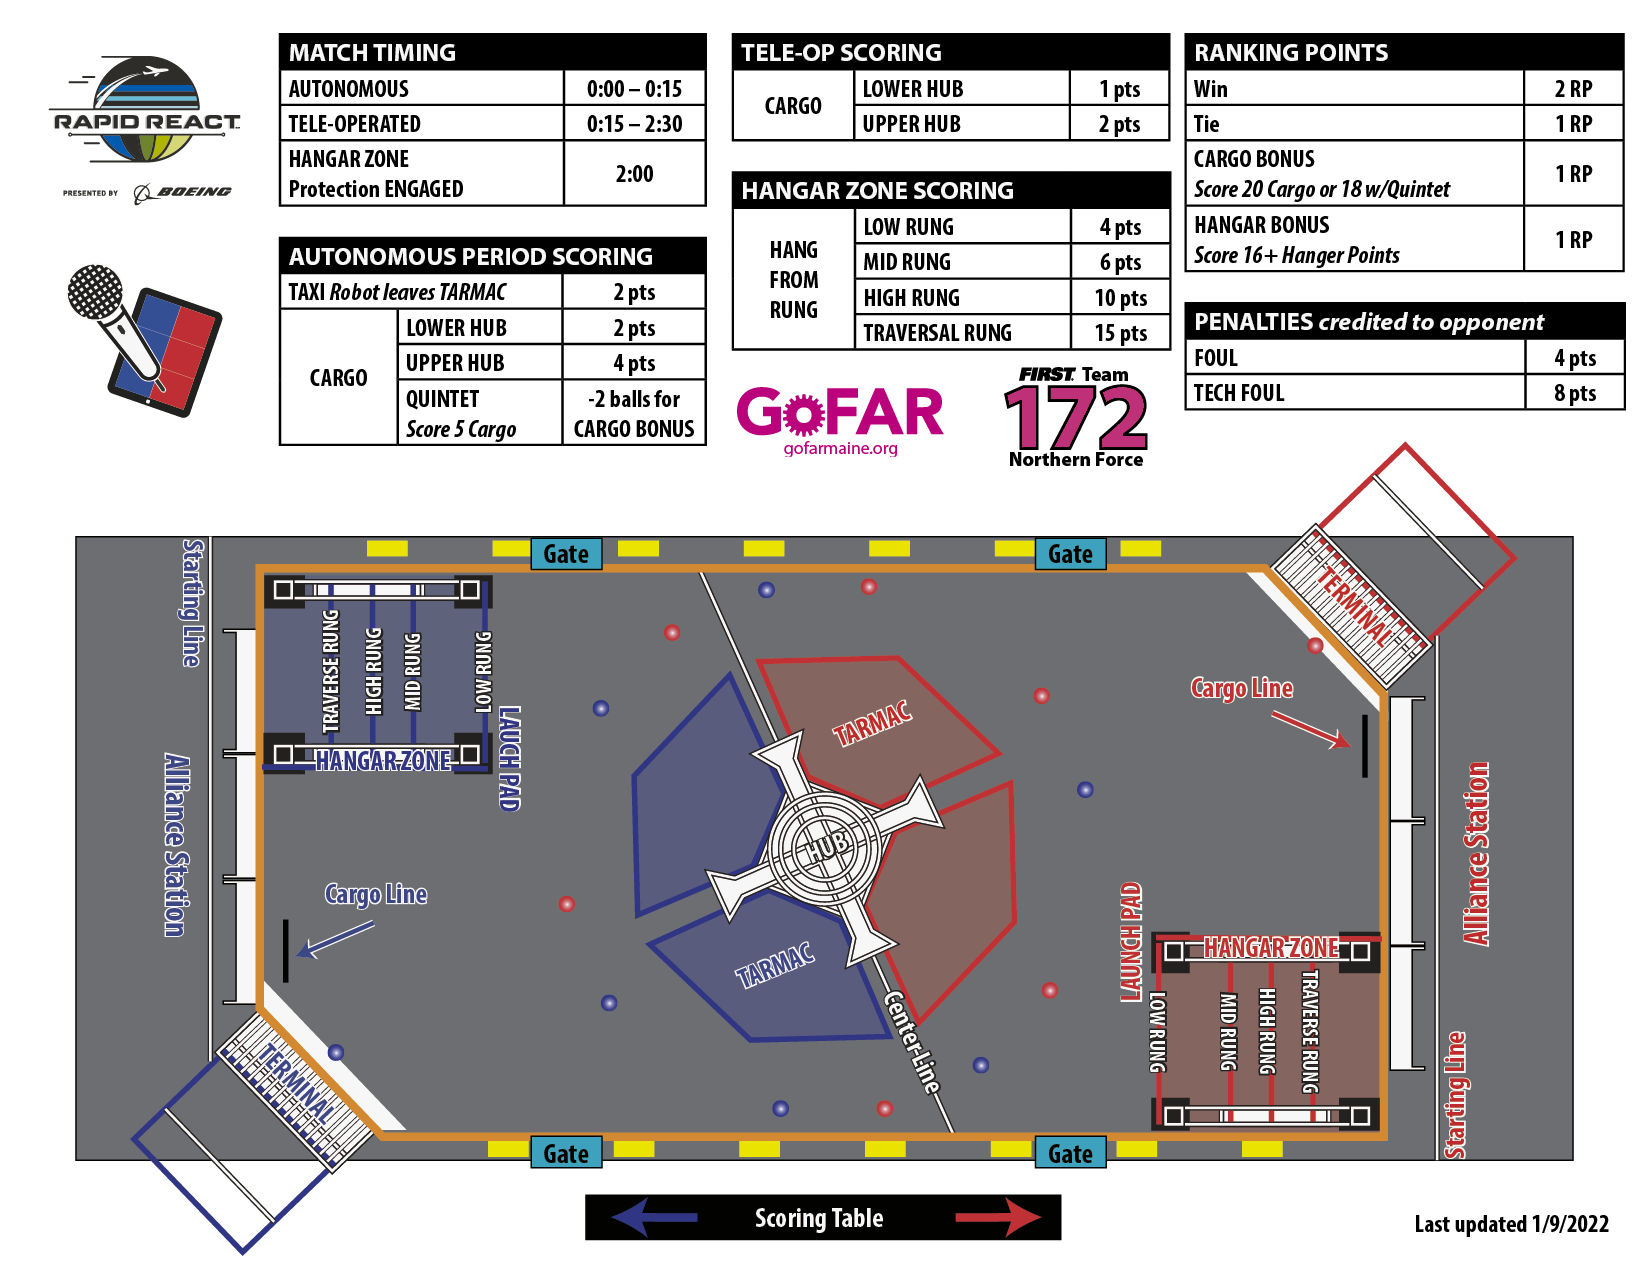 RAPID REACT
PRESENTED BY BOEING
MATCH TIMING
AUTONOMOUS 0:00 – 0:15
TELE-OPERATED 0:15 – 2:30
HANGAR ZONE
Protection ENGAGED 2:00
AUTONOMOUS PERIOD SCORING
TAXI Robot leaves TARMAC 2 pts
CARGO
LOWER HUB 2 pts
UPPER HUB 4 pts
QUINTET -2 balls for
Score 5 Cargo CARGO BONUS
TELE-OP SCORING
CARGO
LOWER HUB 1 pts
UPPER HUB 2 pts
HANGAR ZONE SCORING
HANG
FROM
RUNG
LOW RUNG 4 pts
MID RUNG 6 pts
HIGH RUNG 10 pts
TRAVERSAL RUNG 15 pts
GoFAR
gofarmaine.org
FIRST Team
172
Northern Force
RANKING POINTS
Win 2 RP
Tie 1 RP
CARGO BONUS
Score 20 Cargo or 18 w/Quintet 1 RP
HANGAR BONUS
Score 16+ Hanger Points 1 RP
PENALTIES credited to opponent
FOUL 4 pts
TECH FOUL 8 pts
Gate
Gate
Starting Line
TRAVERSE RUNG
HIGH RUNG
MID RUNG
LOW RUNG
HANGAR ZONE
LAUCH PAD
Alliance Station
Cargo Line
TERMINAL
TARMAC
HUB
TARMAC
Center-Line
TERMINAL
Cargo Line
Alliance Station
LAUNCH PAD
HANGAR ZONE
LOW RUNG
MID RUNG
HIGH RUNG
TRAVERSE RUNG
Starting Line
Gate
Gate
Scoring Table
Last updated 1/9/2022